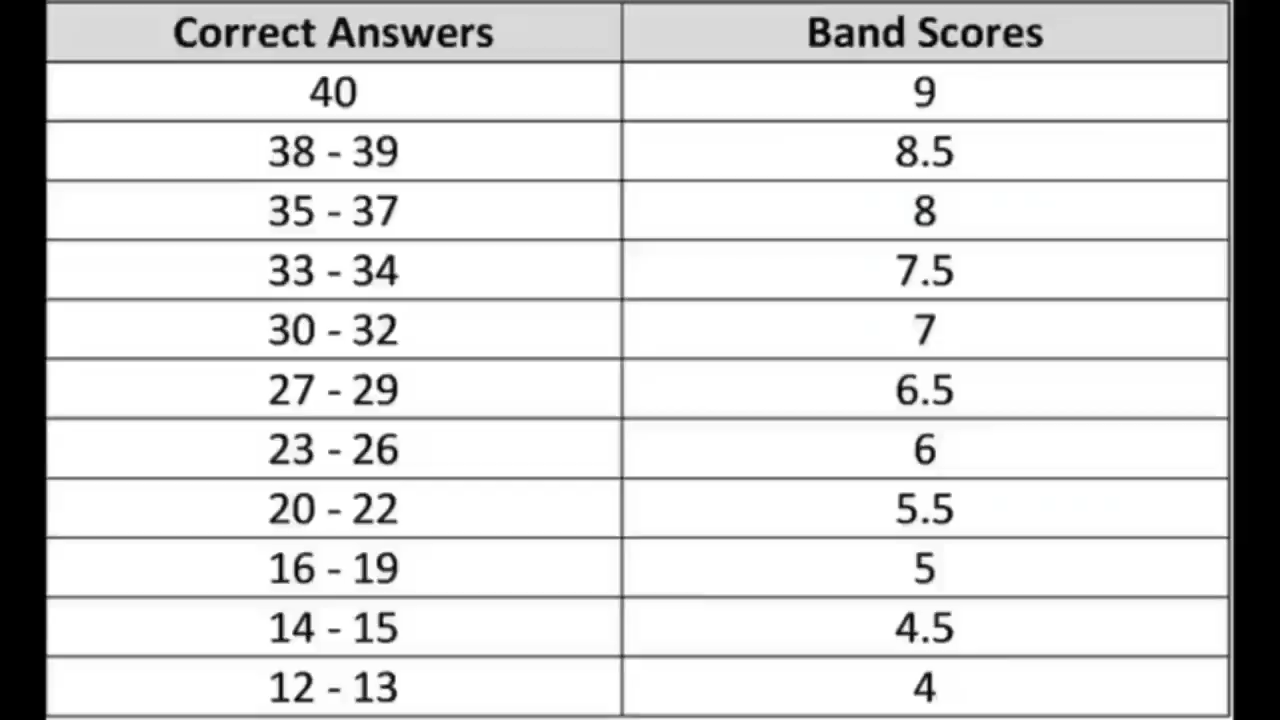 Correct Answers Band Scores
40 9
38 - 39 8.5
35 - 37 8
33 - 34 7.5
30 - 32 7
27 - 29 6.5
23 - 26 6
20 - 22 5.5
16 - 19 5
14 - 15 4.5
12 - 13 4